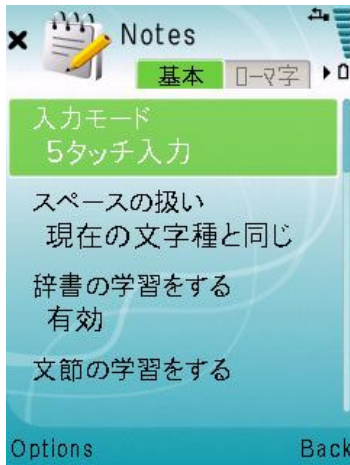 Notes
基本 ローマ字
入力モード
5タッチ入力
スペースの扱い
現在の文字種と同じ
辞書の学習をする
有効
文節の学習をする
Options Back